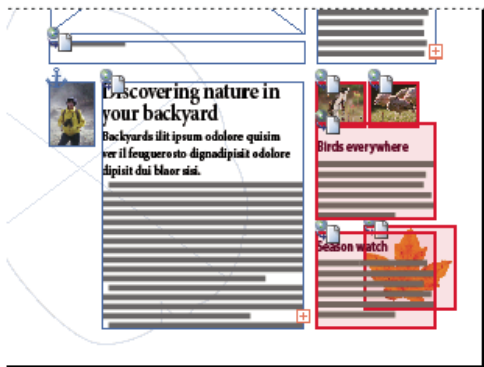 Discovering nature in
your backyard
Backyards ilit ipsum odolore quisim
ver il feuguerosto dignadipisit odolore
dipisit dui blaor sisi.
Birds everywhere
Season watch